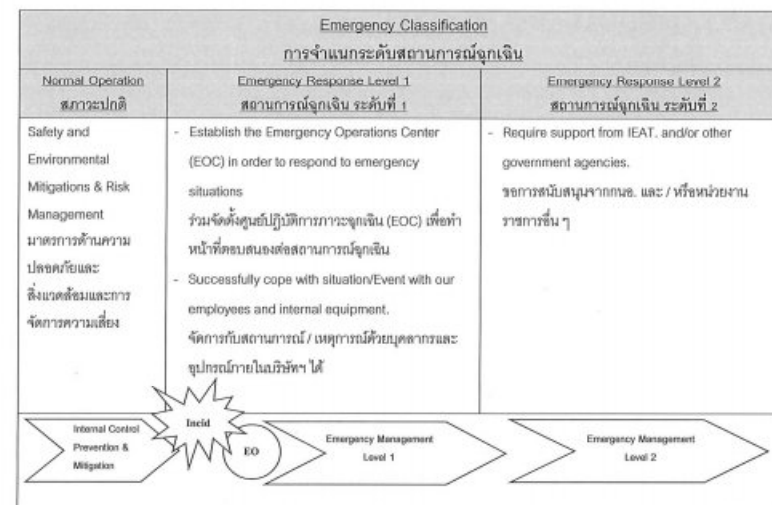 Emergency Classification
การจำแนกระดับสถานการณ์ฉุกเฉิน
Normal Operation
สภาวะปกติ
Emergency Response Level 1
สถานการณ์ฉุกเฉิน ระดับที่ 1
Emergency Response Level 2
สถานการณ์ฉุกเฉิน ระดับที่ 2
Safety and
Environmental
Mitigations & Risk
Management
มาตรการด้านความ
ปลอดภัยและ
สิ่งแวดล้อมและการ
จัดการความเสี่ยง
- Establish the Emergency Operations Center
(EOC) in order to respond to emergency
situations
ร่วมจัดตั้งศูนย์ปฏิบัติการภาวะฉุกเฉิน (EOC) เพื่อทำ
หน้าที่ตอบสนองต่อสถานการณ์ฉุกเฉิน
- Successfully cope with situation/Event with our
employees and internal equipment.
จัดการกับสถานการณ์ / เหตุการณ์ด้วยบุคลากรและ
อุปกรณ์ภายในบริษัทฯ ได้
- Require support from IEAT. and/or other
government agencies.
ขอการสนับสนุนจากกนอ. และ / หรือหน่วยงาน
ราชการอื่น ๆ
Internal Control
Prevention &
Mitigation
Incid
EO
Emergency Management
Level 1
Emergency Management
Level 2